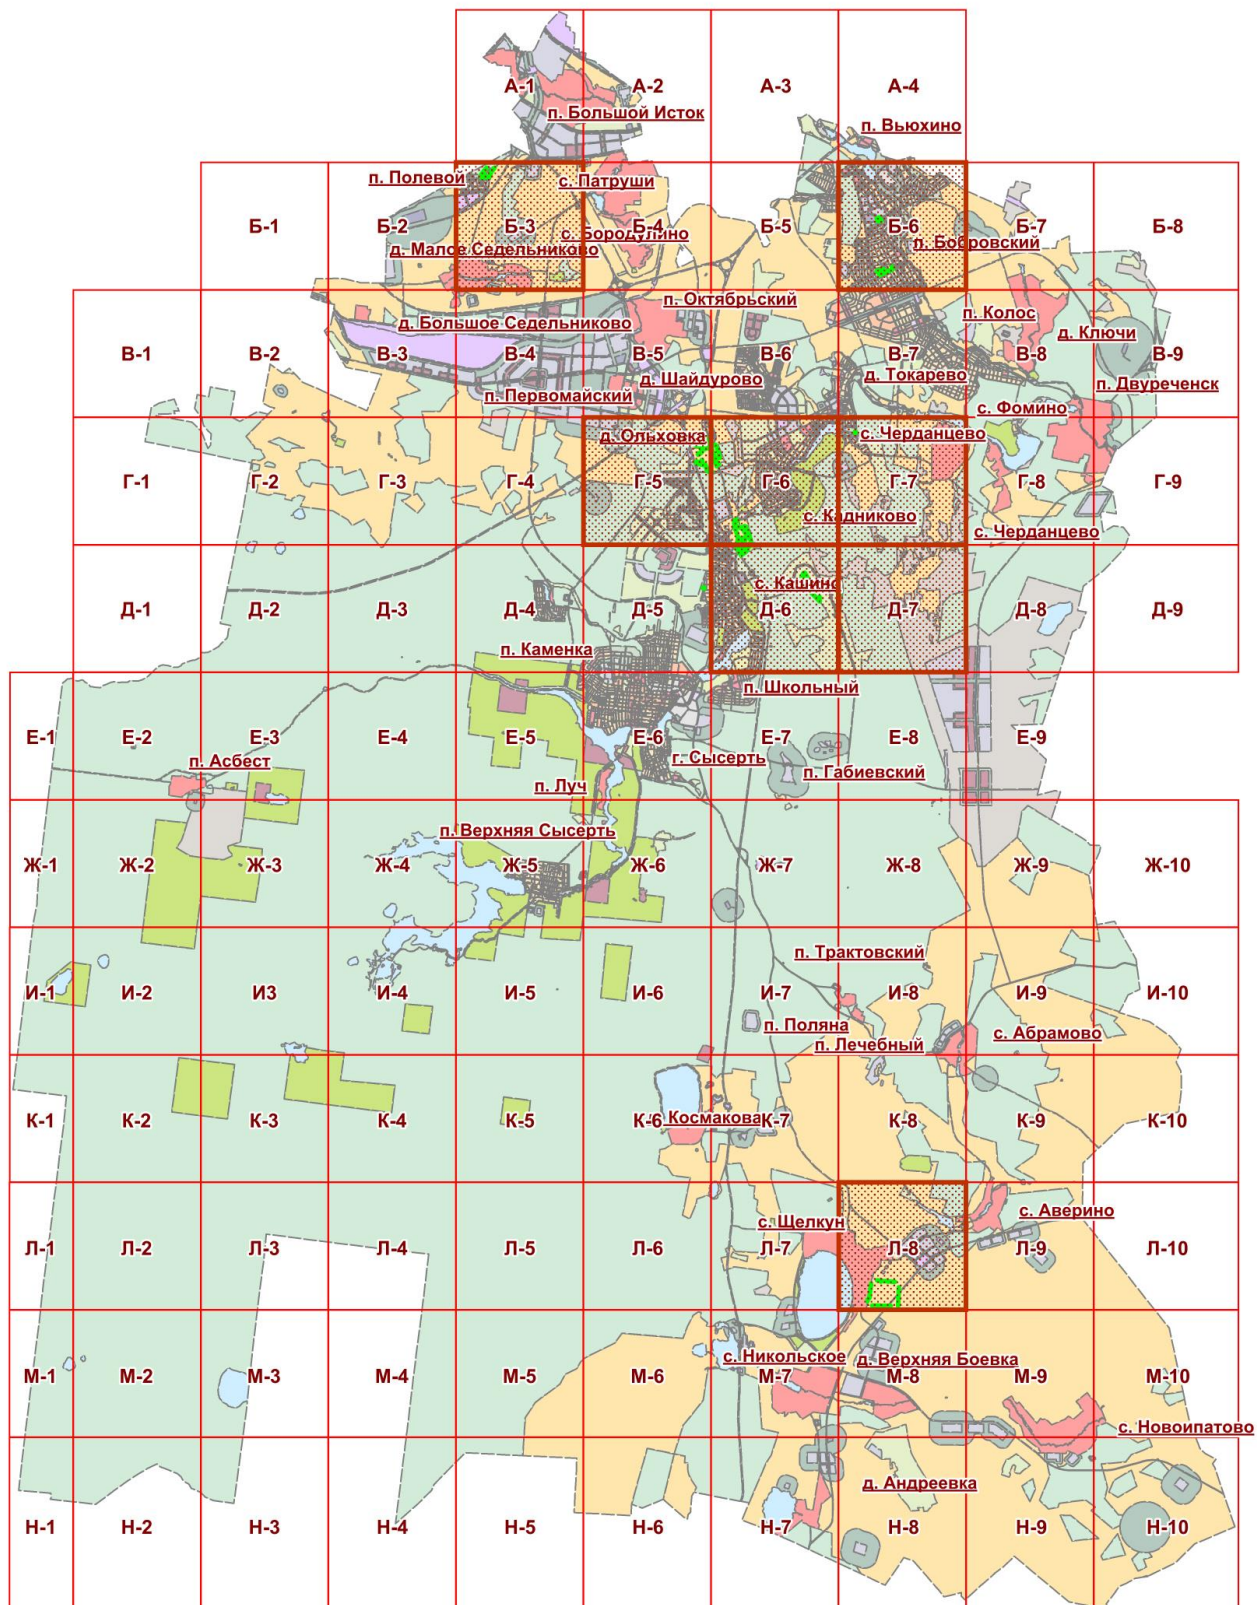 А-1
А-2
А-3
А-4
п. Большой Исток
п. Вьюхино
п. Полевой
с. Патруши
Б-1
Б-2
Б-3
Б-4
Б-5
Б-6
Б-7
Б-8
с. Бородулино
п. Бобровский
д. Малое Седельниково
п. Октябрьский
п. Колос
д. Большое Седельниково
д. Ключи
В-1
В-2
В-3
В-4
В-5
В-6
В-7
В-8
В-9
д. Шайдурово
д. Токарево
п. Двуреченск
п. Первомайский
с. Фомино
д. Ольховка
с. Черданцево
Г-1
Г-2
Г-3
Г-4
Г-5
Г-6
Г-7
Г-8
Г-9
с. Кадниково
с. Черданцево
с. Кашино
Д-1
Д-2
Д-3
Д-4
Д-5
Д-6
Д-7
Д-8
Д-9
п. Каменка
п. Школьный
Е-1
Е-2
Е-3
Е-4
Е-5
Е-6
Е-7
Е-8
Е-9
п. Асбест
г. Сысерть
п. Габиевский
п. Луч
п. Верхняя Сысерть
Ж-1
Ж-2
Ж-3
Ж-4
Ж-5
Ж-6
Ж-7
Ж-8
Ж-9
Ж-10
п. Трактовский
И-1
И-2
И3
И-4
И-5
И-6
И-7
И-8
И-9
И-10
п. Поляна
с. Абрамово
п. Лечебный
К-1
К-2
К-3
К-4
К-5
К-6
Космакова
К-7
К-8
К-9
К-10
с. Аверино
с. Щелкун
Л-1
Л-2
Л-3
Л-4
Л-5
Л-6
Л-7
Л-8
Л-9
Л-10
с. Никольское
д. Верхняя Боевка
М-1
М-2
М-3
М-4
М-5
М-6
М-7
М-8
М-9
М-10
с. Новоипатово
д. Андреевка
Н-1
Н-2
Н-3
Н-4
Н-5
Н-6
Н-7
Н-8
Н-9
Н-10